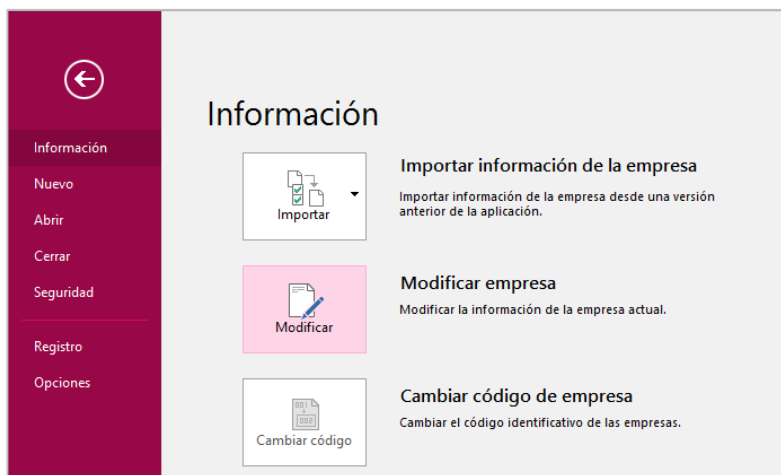 Información
Información
Nuevo
Abrir
Cerrar
Seguridad
Registro
Opciones
Importar
Importar información de la empresa
Importar información de la empresa desde una versión
anterior de la aplicación.
Modificar
Modificar empresa
Modificar la información de la empresa actual.
001
002
Cambiar código
Cambiar código de empresa
Cambiar el código identificativo de las empresas.